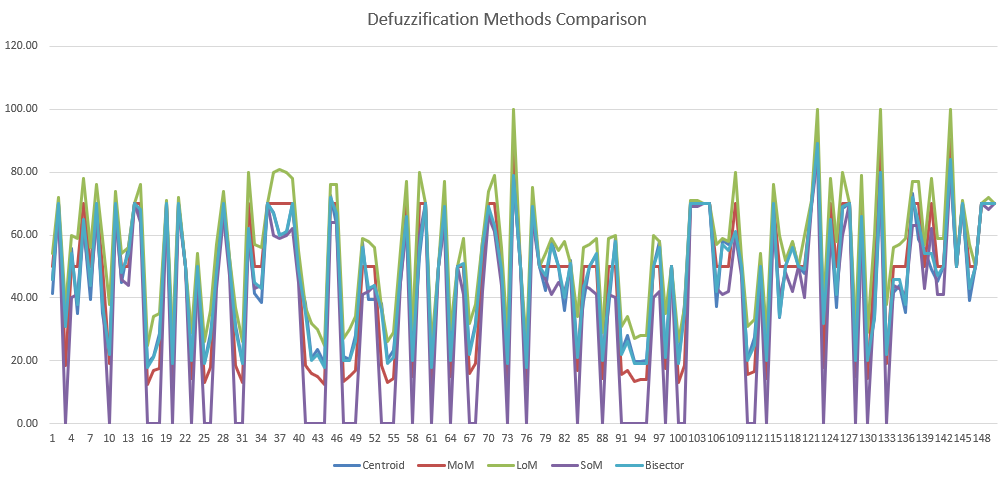 Defuzzification Methods Comparison
120.00
100.00
80.00
60.00
40.00
20.00
0.00
1 4 7 10 13 16 19 22 25 28 31 34 37 40 43 46 49 52 55 58 61 64 67 70 73 76 79 82 85 88 91 94 97 100 103 106 109 112 115 118 121 124 127 130 133 136 139 142 145 148
Centroid MoM LoM SoM Bisector